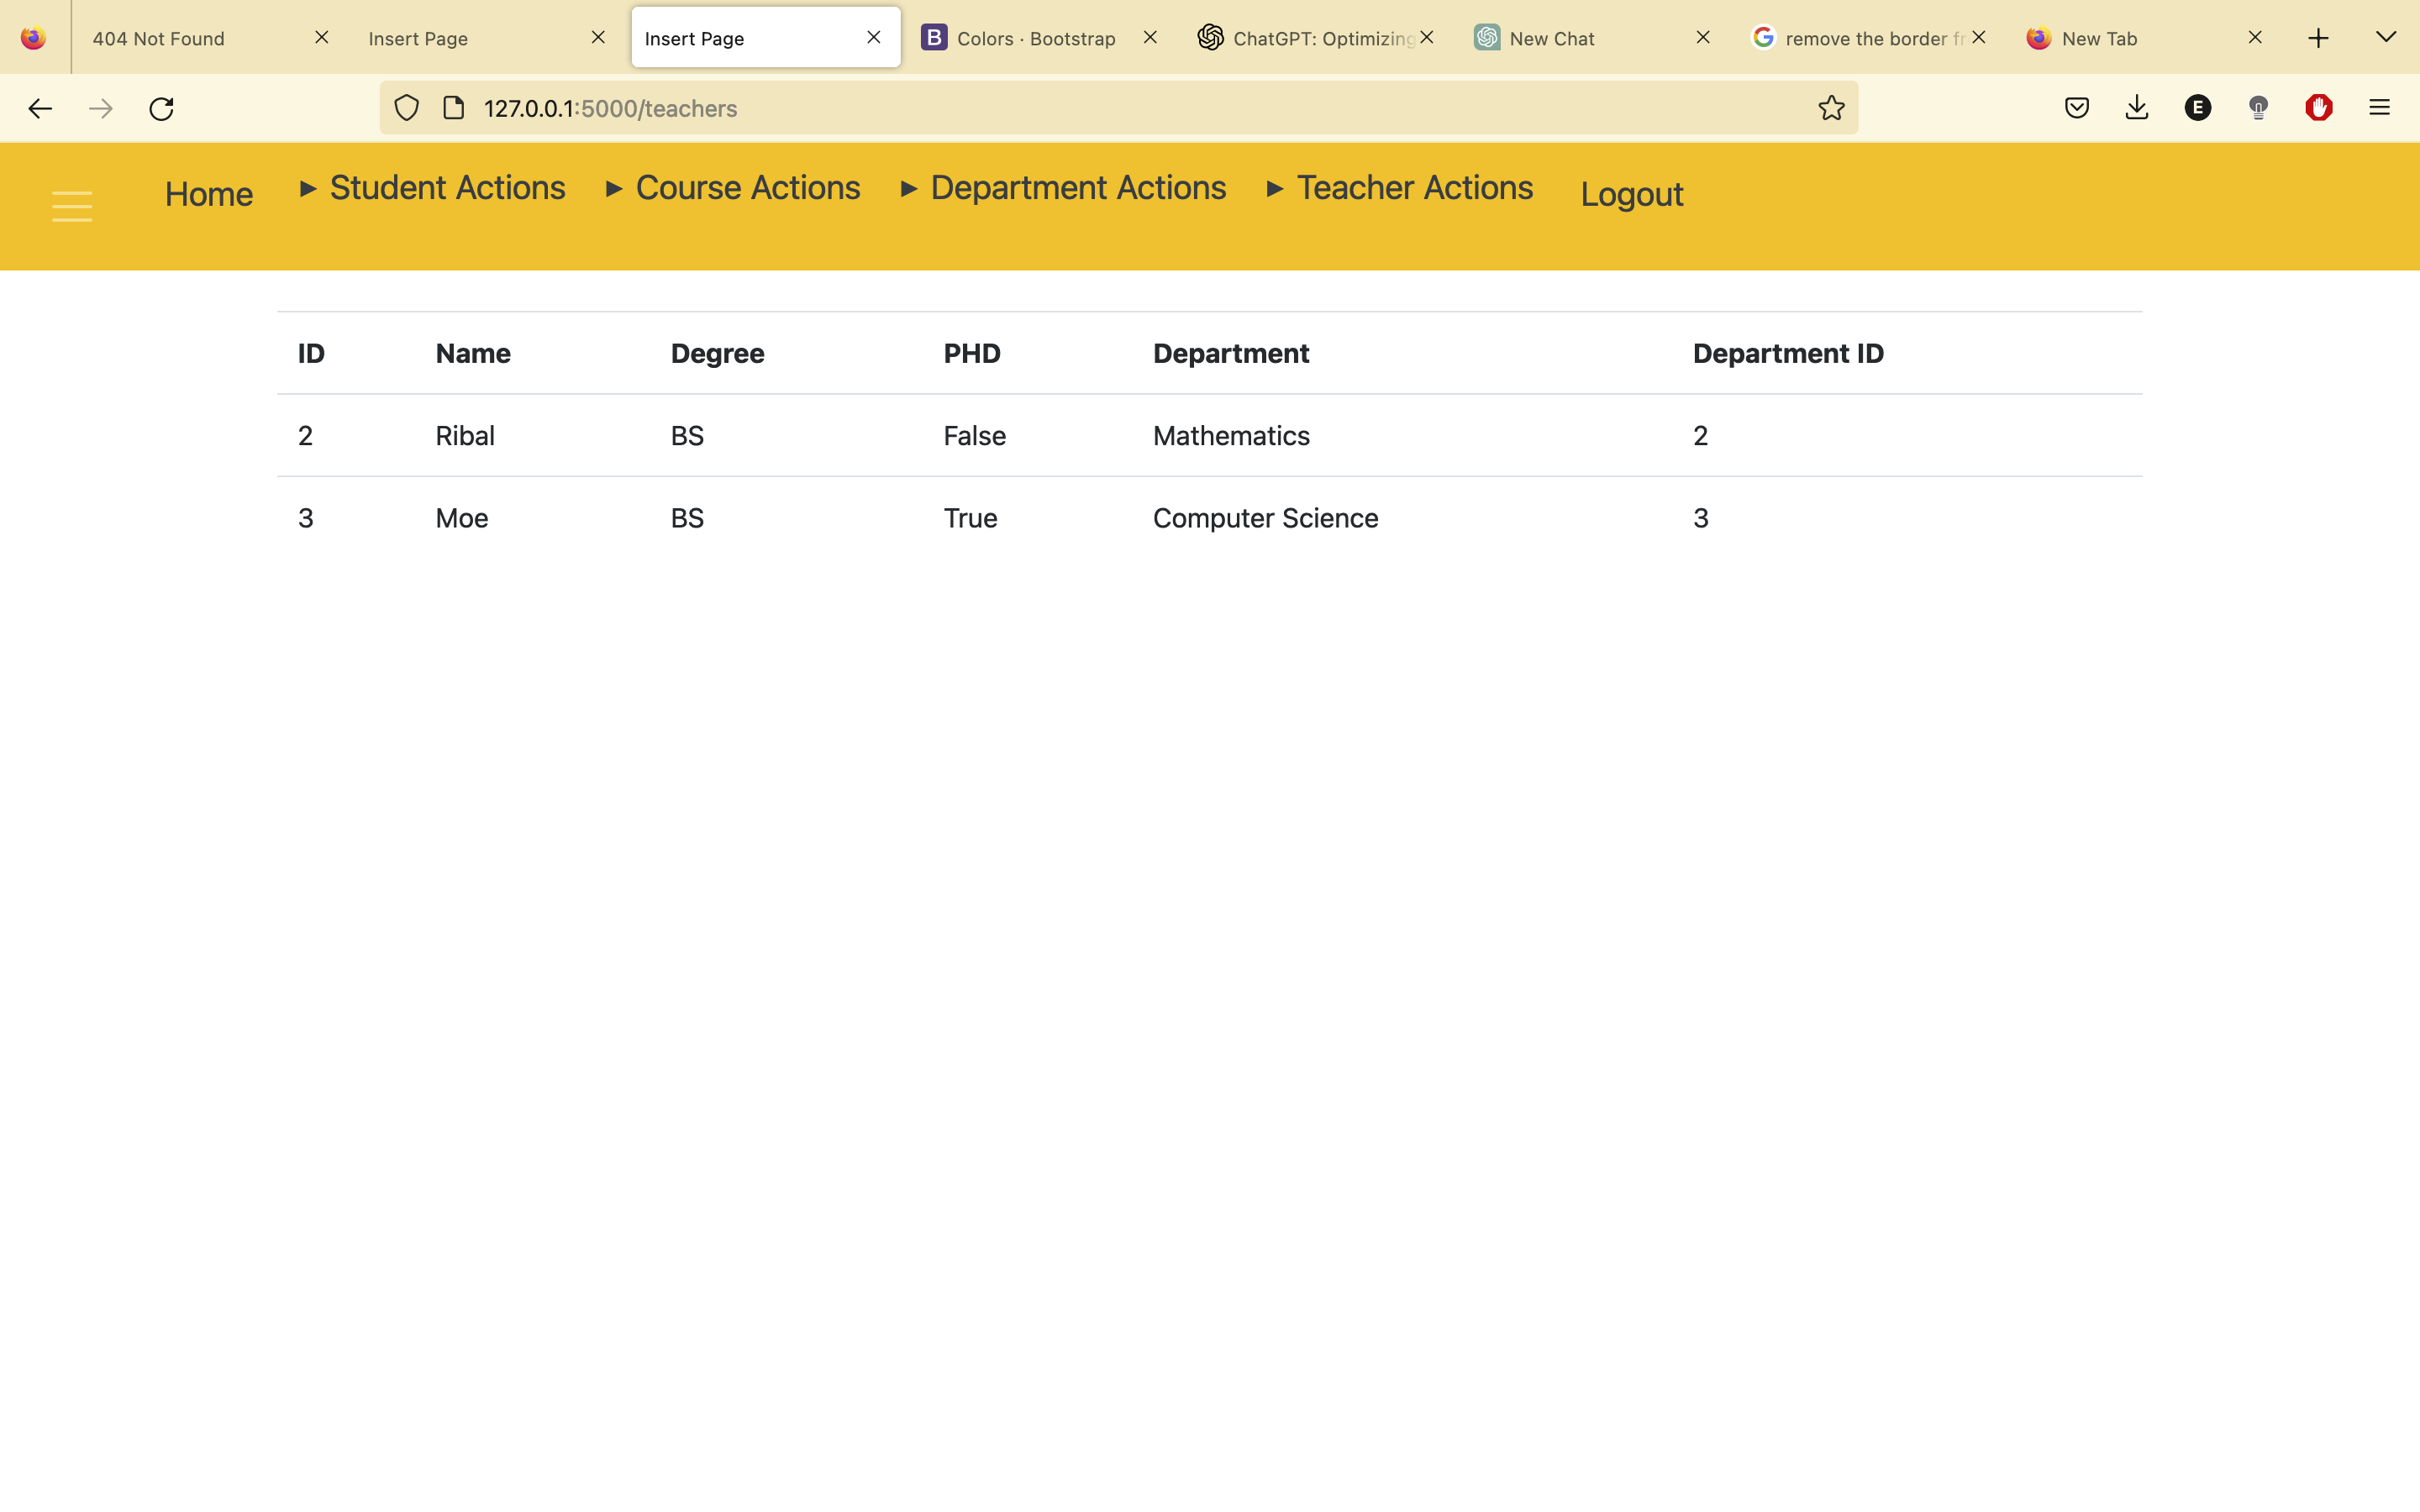 404 Not Found Insert Page Insert Page B Colors · Bootstrap ChatGPT: Optimizing New Chat G remove the border fr New Tab
127.0.0.1:5000/teachers E
Home ▶ Student Actions ▶ Course Actions ▶ Department Actions ▶ Teacher Actions Logout
ID Name Degree PHD Department Department ID
2 Ribal BS False Mathematics 2
3 Moe BS True Computer Science 3